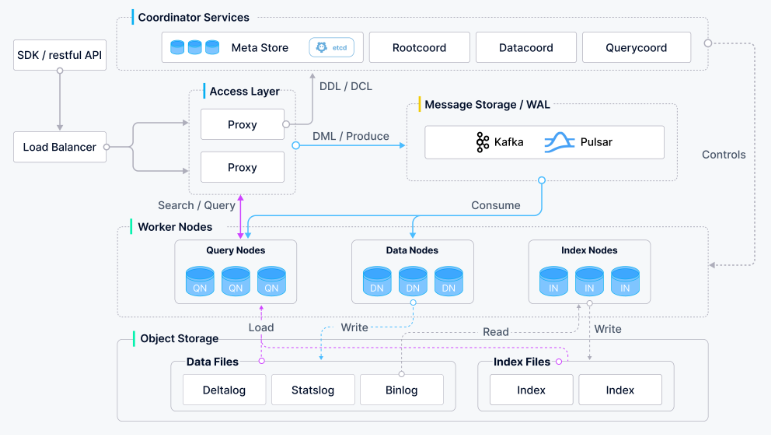 Coordinator Services
SDK / restful API
Meta Store
etcd
Rootcoord
Datacoord
Querycoord
DDL / DCL
Access Layer
Proxy
Proxy
Message Storage / WAL
Kafka
Pulsar
DML / Produce
Load Balancer
Controls
Search / Query
Consume
Worker Nodes
Query Nodes
QN
QN
QN
Data Nodes
DN
DN
DN
Index Nodes
IN
IN
IN
Load
Write
Read
Write
Object Storage
Data Files
Deltalog
Statslog
Binlog
Index Files
Index
Index